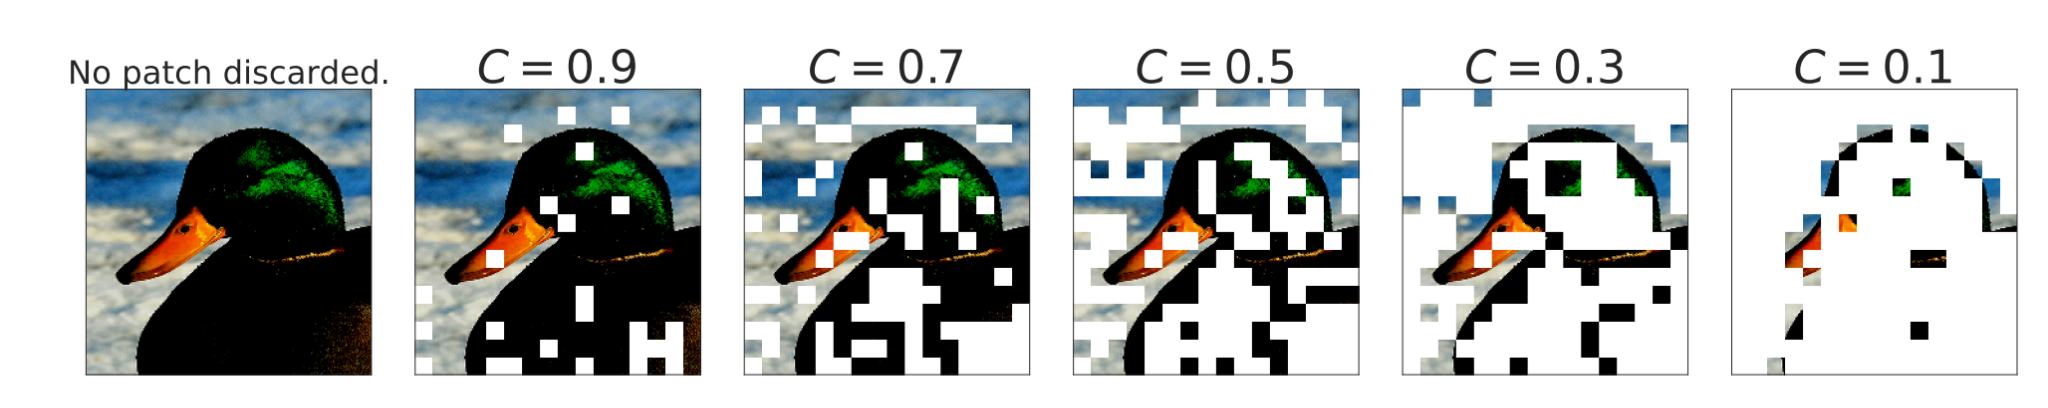 No patch discarded.
C = 0.9
C = 0.7
C = 0.5
C = 0.3
C = 0.1